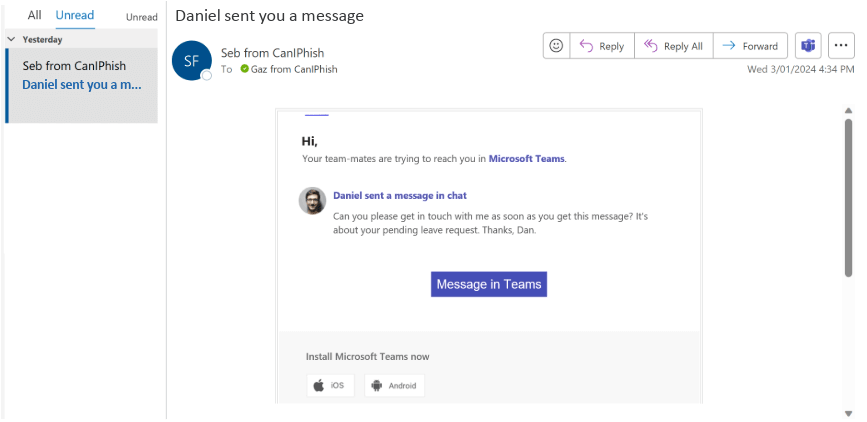 All
Unread
Unread
Yesterday
Seb from CanIPhish
Daniel sent you a m...
Daniel sent you a message
SF
Seb from CanIPhish
To Gaz from CanIPhish
Reply
Reply All
Forward
Wed 3/01/2024 4:34 PM
Hi,
Your team-mates are trying to reach you in Microsoft Teams.
Daniel sent a message in chat
Can you please get in touch with me as soon as you get this message? It's
about your pending leave request. Thanks, Dan.
Message in Teams
Install Microsoft Teams now
iOS
Android